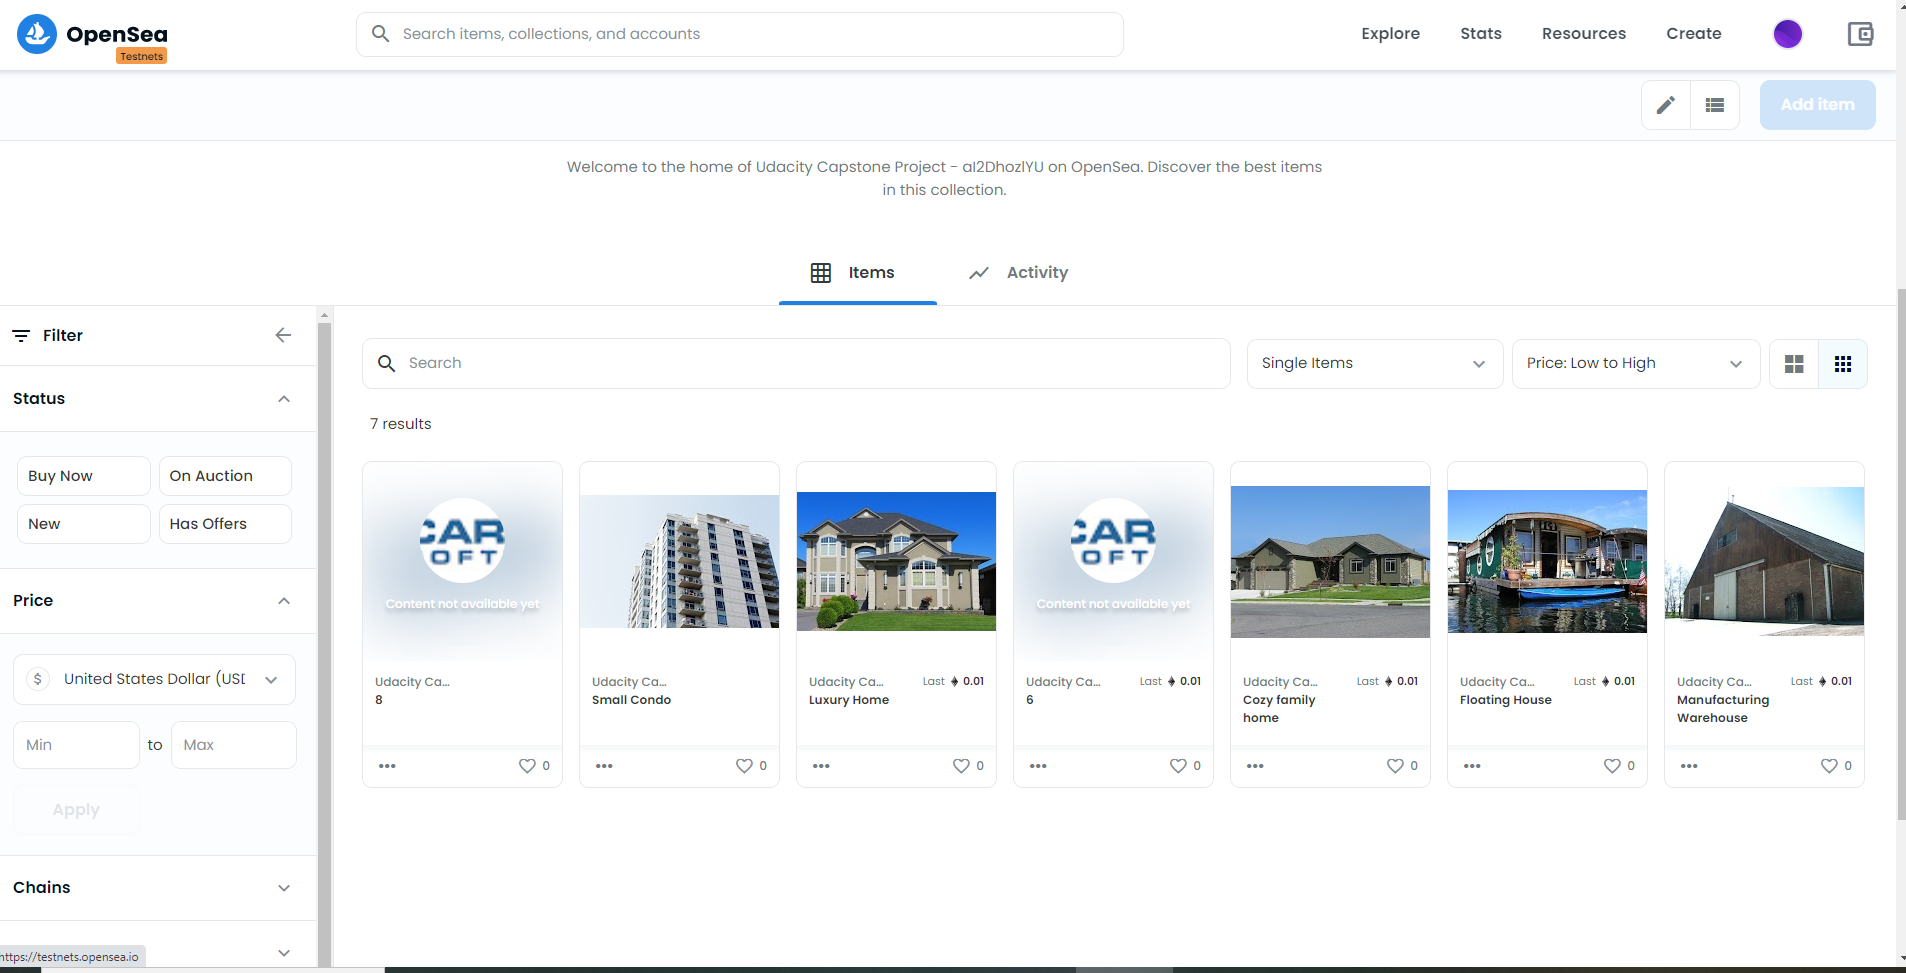 OpenSea
Testnets
Search items, collections, and accounts
Explore
Stats
Resources
Create
Add item
Welcome to the home of Udacity Capstone Project - aI2DhozlYU on OpenSea. Discover the best items
in this collection.
Items
Activity
Filter
Search
Single Items
Price: Low to High
Status
7 results
Buy Now
On Auction
New
Has Offers
Price
$ United States Dollar (USD
Min
to
Max
Apply
Chains
CAR
OFT
Content not available yet
Udacity Ca...
8
0
Udacity Ca...
Small Condo
0
Udacity Ca...
Last 0.01
Luxury Home
0
CAR
OFT
Content not available yet
Udacity Ca...
Last 0.01
6
0
Udacity Ca...
Last 0.01
Cozy family
home
0
Udacity Ca...
Last 0.01
Floating House
0
Udacity Ca...
Last 0.01
Manufacturing
Warehouse
0
https://testnets.opensea.io